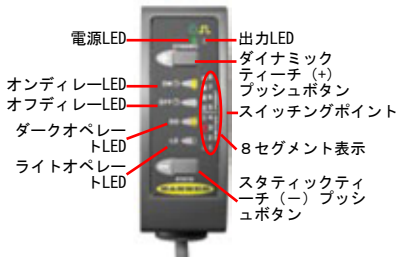 電源LED
出力LED
ダイナミック
ティーチ（+）
プッシュボタン
オンディレーLED
オフディレーLED
スイッチングポイント
ダークオペレー
トLED
8セグメント表示
ライトオペレー
トLED
スタティックティ
ーチ（－）プッシ
ュボタン
BANNER